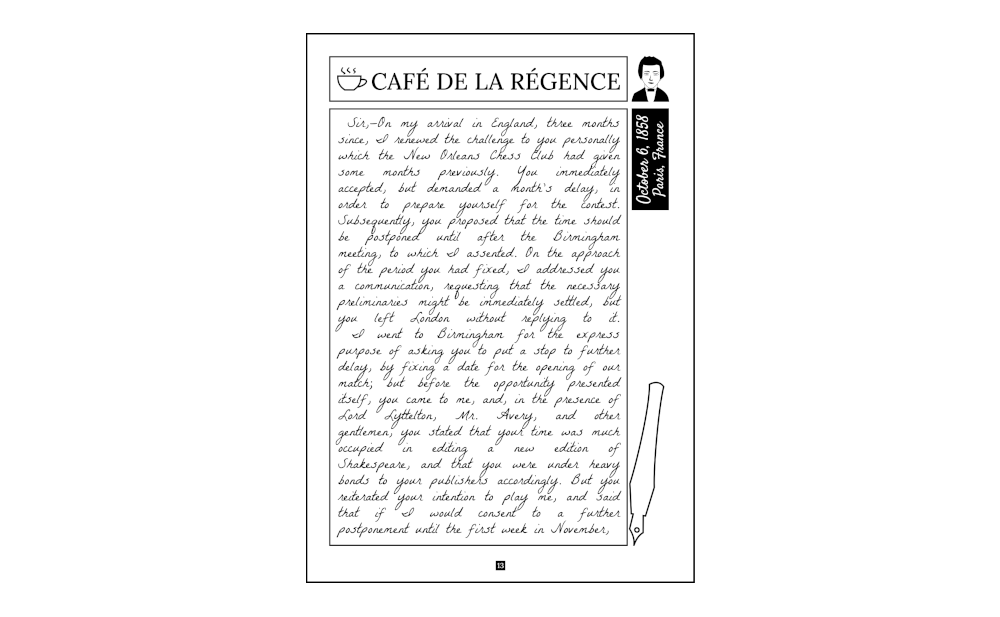 CAFÉ DE LA RÉGENCE
October 6, 1858
Paris, France
Sir,—On my arrival in England, three months
since, I renewed the challenge to you personally
which the New Orleans Chess Club had given
some months previously. You immediately
accepted, but demanded a month's delay, in
order to prepare yourself for the contest.
Subsequently, you proposed that the time should
be postponed until after the Birmingham
meeting, to which I assented. On the approach
of the period you had fixed, I addressed you
a communication, requesting that the necessary
preliminaries might be immediately settled, but
you left London without replying to it.
I went to Birmingham for the express
purpose of asking you to put a stop to further
delay, by fixing a date for the opening of our
match; but before the opportunity presented
itself, you came to me, and, in the presence of
Lord Lyttelton, Mr. Avery, and other
gentlemen; you stated that your time was much
occupied in editing a new edition of
Shakespeare, and that you were under heavy
bonds to your publishers accordingly. But you
reiterated your intention to play me, and said
that if I would consent to a further
postponement until the first week in November,
13